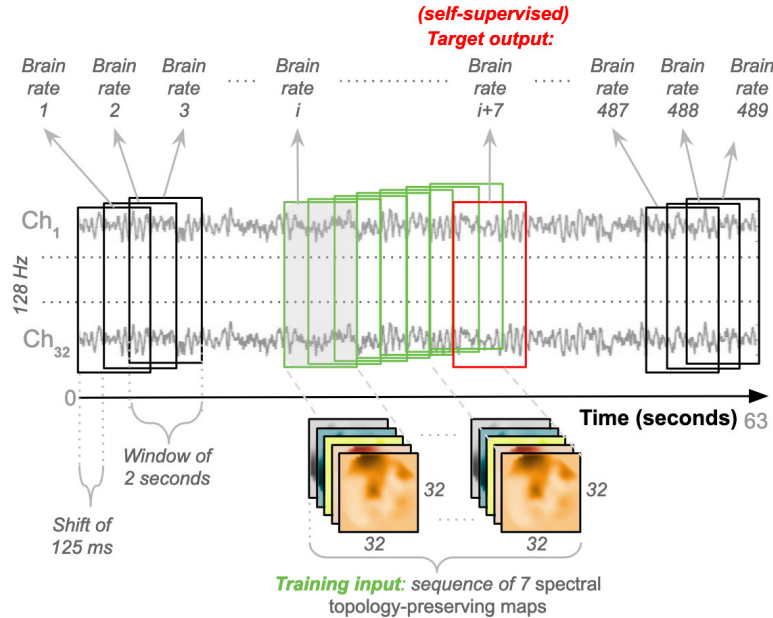 (self-supervised)
Target output:
Brain rate 1
Brain rate 2
Brain rate 3
Brain rate i
Brain rate i+7
Brain rate 487
Brain rate 488
Brain rate 489
Ch1
128 Hz
Ch32
0
Time (seconds) 63
Window of
2 seconds
Shift of
125 ms
32
32
32
32
Training input: sequence of 7 spectral
topology-preserving maps